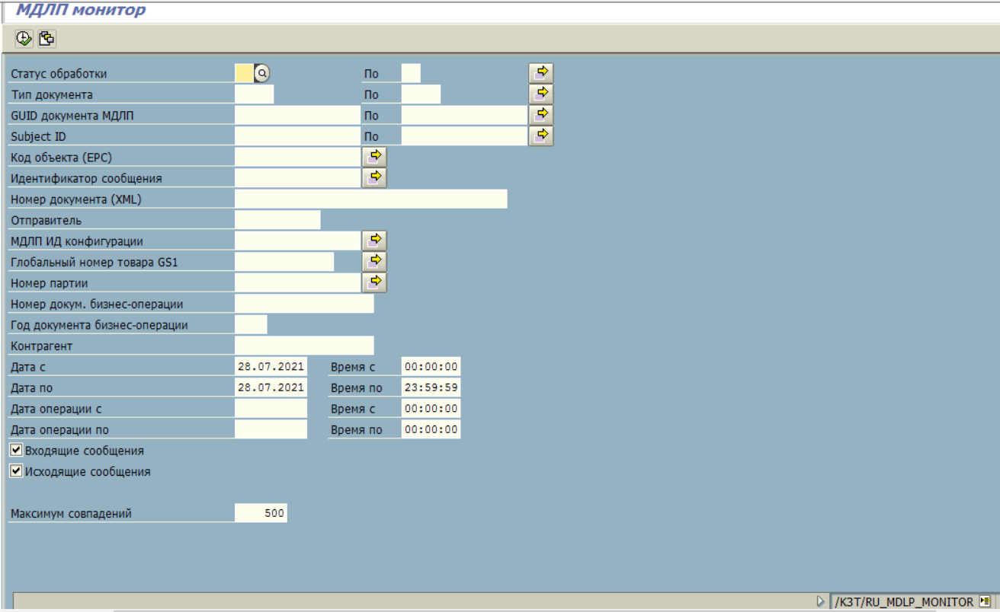 МДЛП монитор
Статус обработки По
Тип документа По
GUID документа МДЛП По
Subject ID По
Код объекта (EPC)
Идентификатор сообщения
Номер документа (XML)
Отправитель
МДЛП ИД конфигурации
Глобальный номер товара GS1
Номер партии
Номер докум. бизнес-операции
Год документа бизнес-операции
Контрагент
Дата с 28.07.2021 Время с 00:00:00
Дата по 28.07.2021 Время по 23:59:59
Дата операции с Время с 00:00:00
Дата операции по Время по 00:00:00
Входящие сообщения
Исходящие сообщения
Максимум совпадений 500
/K3T/RU_MDLP_MONITOR